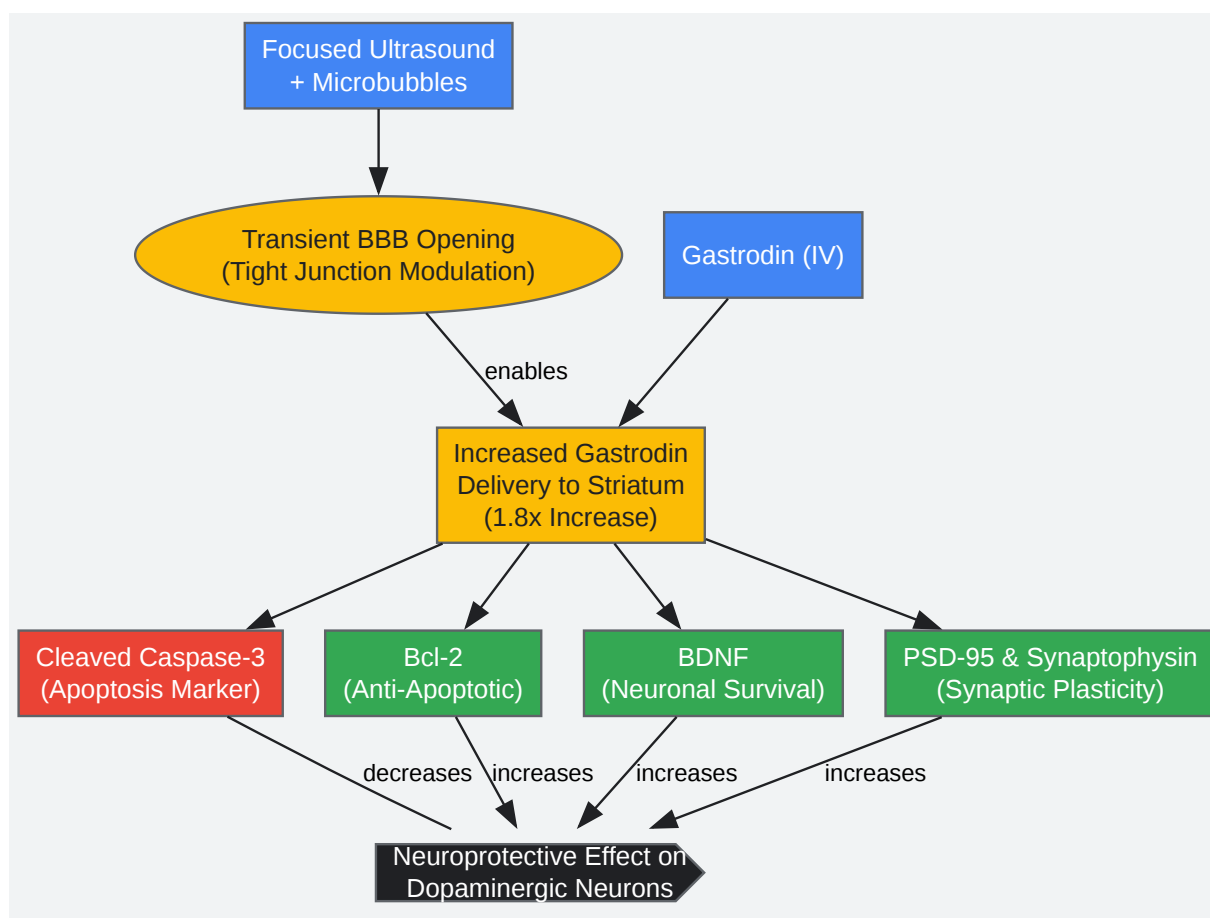 Focused Ultrasound
+ Microbubbles
Transient BBB Opening
(Tight Junction Modulation)
Gastrodin (IV)
enables
Increased Gastrodin
Delivery to Striatum
(1.8x Increase)
Cleaved Caspase-3
(Apoptosis Marker)
Bcl-2
(Anti-Apoptotic)
BDNF
(Neuronal Survival)
PSD-95 & Synaptophysin
(Synaptic Plasticity)
decreases
increases
increases
increases
Neuroprotective Effect on
Dopaminergic Neurons